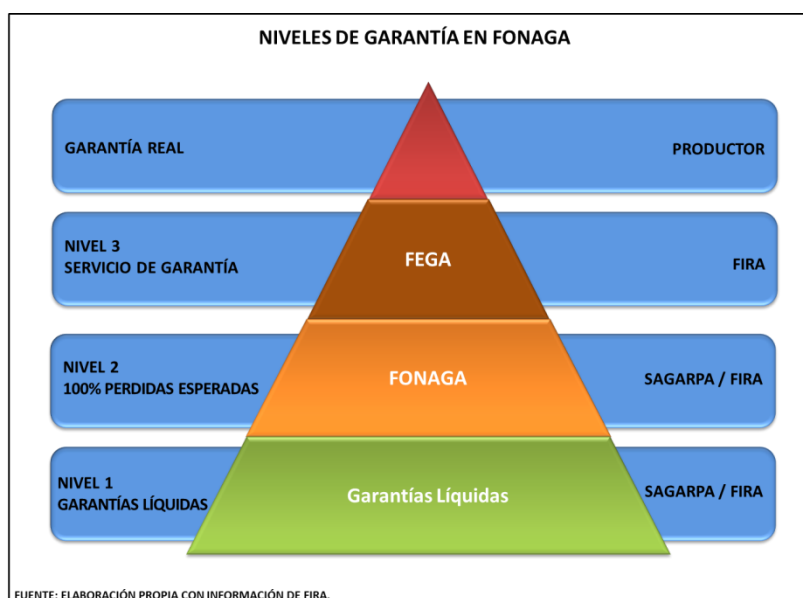 NIVELES DE GARANTÍA EN FONAGA
GARANTÍA REAL
PRODUCTOR
NIVEL 3
SERVICIO DE GARANTÍA
FEGA
FIRA
NIVEL 2
100% PERDIDAS ESPERADAS
FONAGA
SAGARPA / FIRA
NIVEL 1
GARANTÍAS LÍQUIDAS
Garantías Líquidas
SAGARPA / FIRA
FUENTE: ELABORACIÓN PROPIA CON INFORMACIÓN DE FIRA.